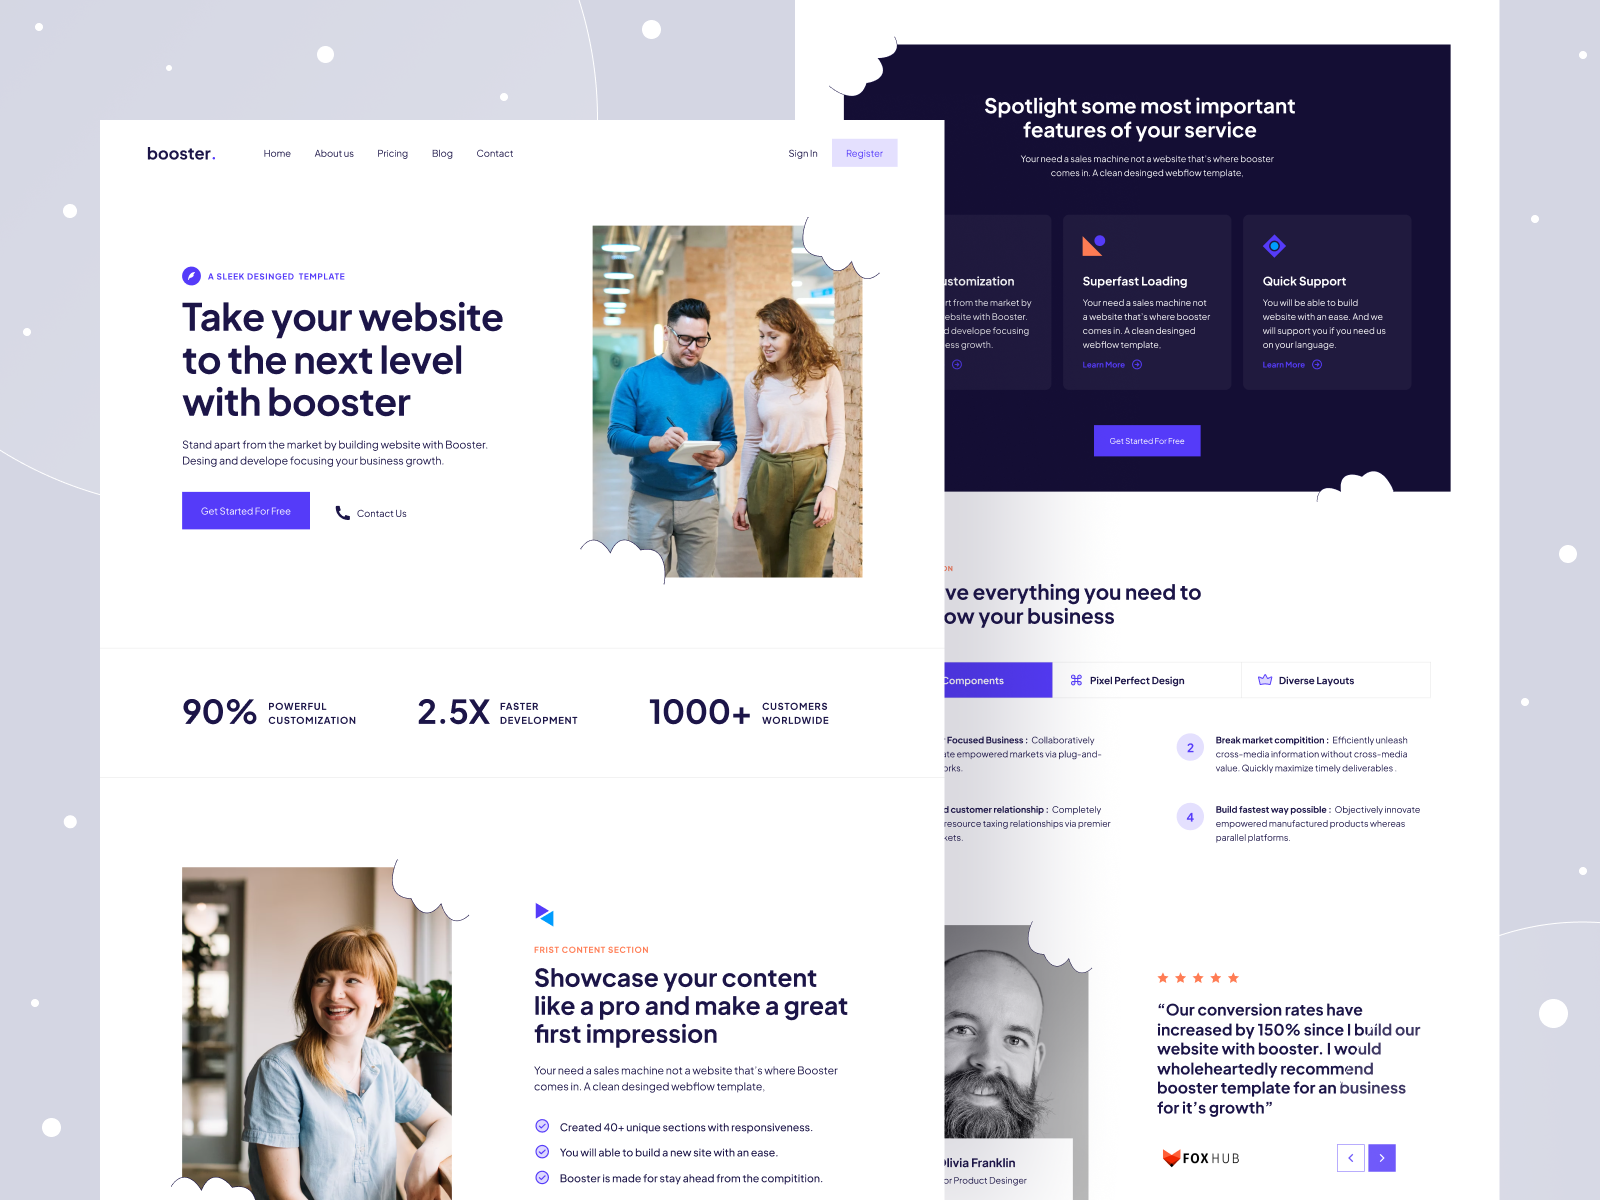 booster.
Home
About us
Pricing
Blog
Contact
Sign In
Register
A SLEEK DESINGED TEMPLATE
Take your website
to the next level
with booster
Stand apart from the market by building website with Booster.
Desing and develope focusing your business growth.
Get Started For Free
Contact Us
90%
POWERFUL
CUSTOMIZATION
2.5X
FASTER
DEVELOPMENT
1000+
CUSTOMERS
WORLDWIDE
FRIST CONTENT SECTION
Showcase your content
like a pro and make a great
first impression
Your need a sales machine not a website that's where Booster
comes in. A clean desinged webflow template,
Created 40+ unique sections with responsiveness.
You will able to build a new site with an ease.
Booster is made for stay ahead from the compitition.
Spotlight some most important
features of your service
Your need a sales machine not a website that's where booster
comes in. A clean desinged webflow template,
ustomization
rt from the market by
ebsite with Booster.
d develope focusing
ess growth.
Superfast Loading
Your need a sales machine not
a website that's where booster
comes in. A clean desinged
webflow template,
Learn More
Quick Support
You will be able to build
website with an ease. And we
will support you if you need us
on your language.
Learn More
Get Started For Free
ON
ve everything you need to
ow your business
Components
Pixel Perfect Design
Diverse Layouts
Focused Business : Collaboratively
ate empowered markets via plug-and-
orks.
2
Break market compitition : Efficiently unleash
cross-media information without cross-media
value. Quickly maximize timely deliverables .
d customer relationship : Completely
resource taxing relationships via premier
kets.
4
Build fastest way possible : Objectively innovate
empowered manufactured products whereas
parallel platforms.
Olivia Franklin
or Product Desinger
“Our conversion rates have
increased by 150% since I build our
website with booster. I would
wholeheartedly recommend
booster template for an business
for it’s growth”
FOXHUB